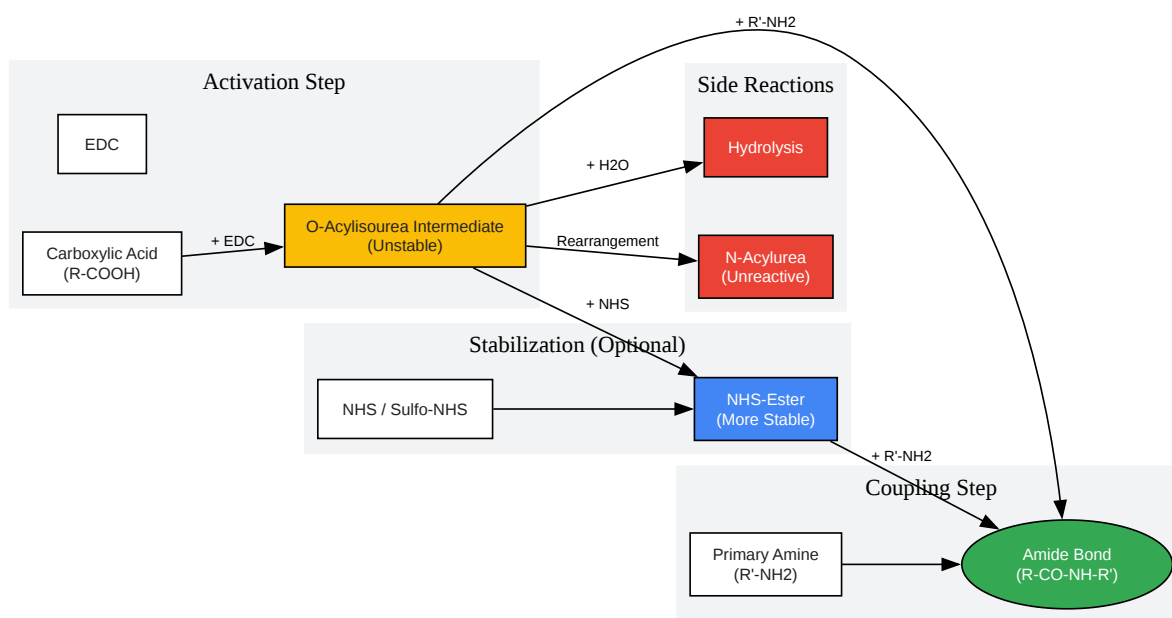 + R'-NH2
Activation Step
Side Reactions
EDC
Hydrolysis
+ H2O
Carboxylic Acid
(R-COOH)
+ EDC
O-Acylisourea Intermediate
(Unstable)
Rearrangement
N-Acylurea
(Unreactive)
+ NHS
Stabilization (Optional)
NHS / Sulfo-NHS
NHS-Ester
(More Stable)
+ R'-NH2
Coupling Step
Primary Amine
(R'-NH2)
Amide Bond
(R-CO-NH-R')